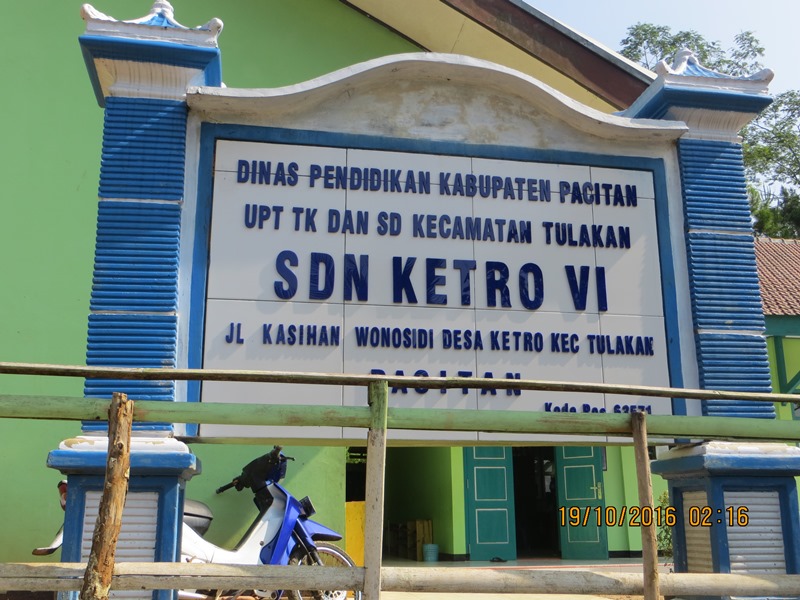 DINAS PENDIDIKAN KABUPATEN PACITAN
UPT TK DAN SD KECAMATAN TULAKAN
SDN KETRO VI
JL KASIHAN WONOSIDI DESA KETRO KEC TULAKAN
PACITAN
Kode Pos 63571
19/10/2016 02:16